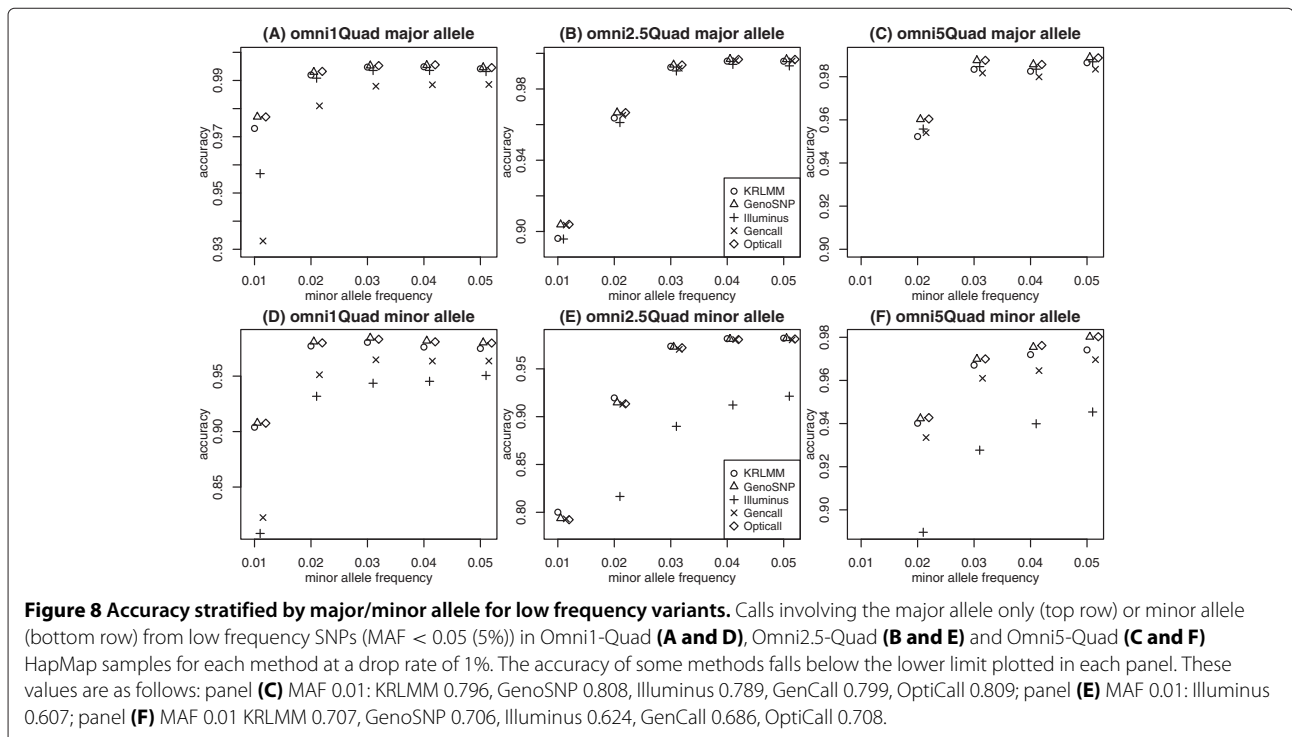 (A) omni1Quad major allele
accuracy
0.93 0.95 0.97 0.99
0.01 0.02 0.03 0.04 0.05
minor allele frequency
(B) omni2.5Quad major allele
accuracy
0.90 0.94 0.98
0.01 0.02 0.03 0.04 0.05
minor allele frequency
KRLMM
GenoSNP
Illuminus
Gencall
Opticall
(C) omni5Quad major allele
accuracy
0.90 0.92 0.94 0.96 0.98
0.01 0.02 0.03 0.04 0.05
minor allele frequency
(D) omni1Quad minor allele
accuracy
0.85 0.90 0.95
0.01 0.02 0.03 0.04 0.05
minor allele frequency
(E) omni2.5Quad minor allele
accuracy
0.80 0.85 0.90 0.95
0.01 0.02 0.03 0.04 0.05
minor allele frequency
KRLMM
GenoSNP
Illuminus
Gencall
Opticall
(F) omni5Quad minor allele
accuracy
0.90 0.92 0.94 0.96 0.98
0.01 0.02 0.03 0.04 0.05
minor allele frequency
Figure 8 Accuracy stratified by major/minor allele for low frequency variants. Calls involving the major allele only (top row) or minor allele
(bottom row) from low frequency SNPs (MAF < 0.05 (5%)) in Omni1-Quad (A and D), Omni2.5-Quad (B and E) and Omni5-Quad (C and F)
HapMap samples for each method at a drop rate of 1%. The accuracy of some methods falls below the lower limit plotted in each panel. These
values are as follows: panel (C) MAF 0.01: KRLMM 0.796, GenoSNP 0.808, Illuminus 0.789, GenCall 0.799, OptiCall 0.809; panel (E) MAF 0.01: Illuminus
0.607; panel (F) MAF 0.01 KRLMM 0.707, GenoSNP 0.706, Illuminus 0.624, GenCall 0.686, OptiCall 0.708.